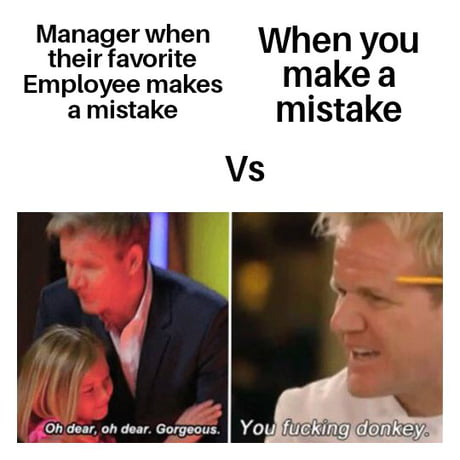 Manager when
their favorite
Employee makes
a mistake
When you
make a
mistake
Vs
Oh dear, oh dear. Gorgeous.
You fucking donkey.